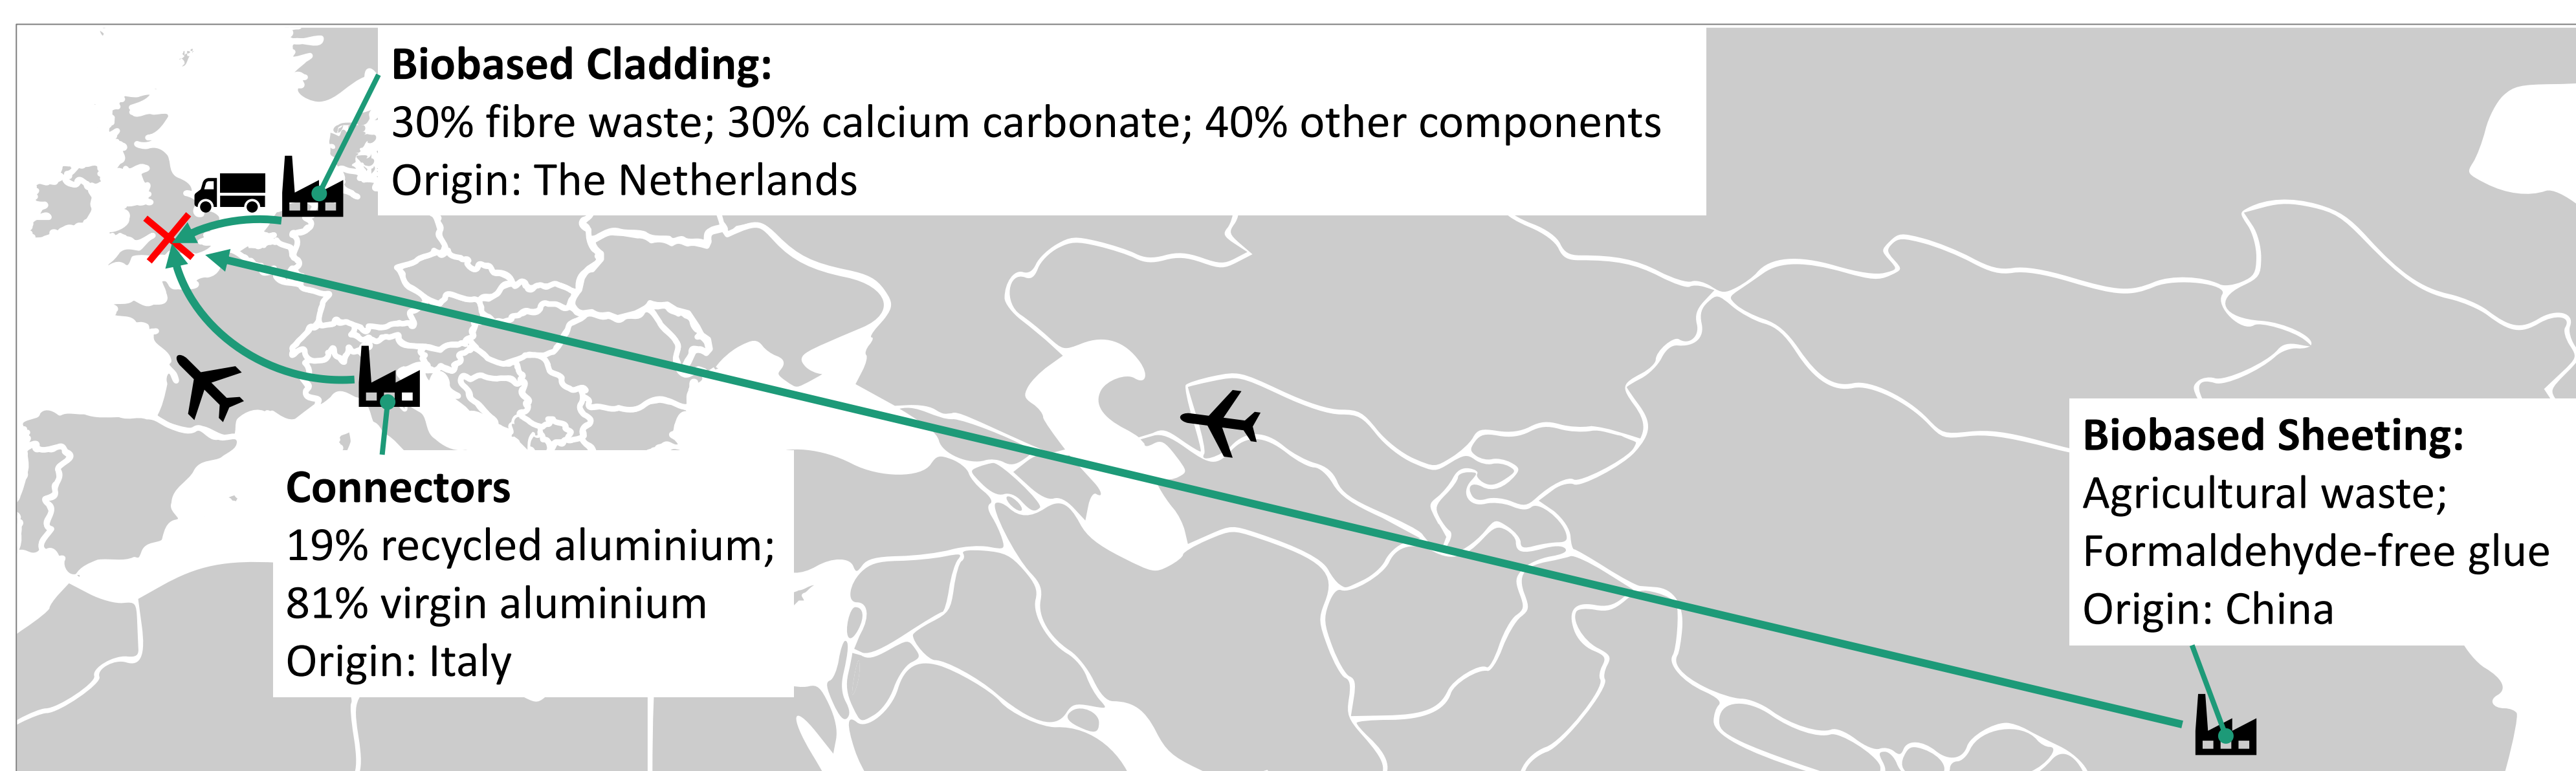 Biobased Cladding:
30% fibre waste; 30% calcium carbonate; 40% other components
Origin: The Netherlands
Connectors
19% recycled aluminium;
81% virgin aluminium
Origin: Italy
Biobased Sheeting:
Agricultural waste;
Formaldehyde-free glue
Origin: China